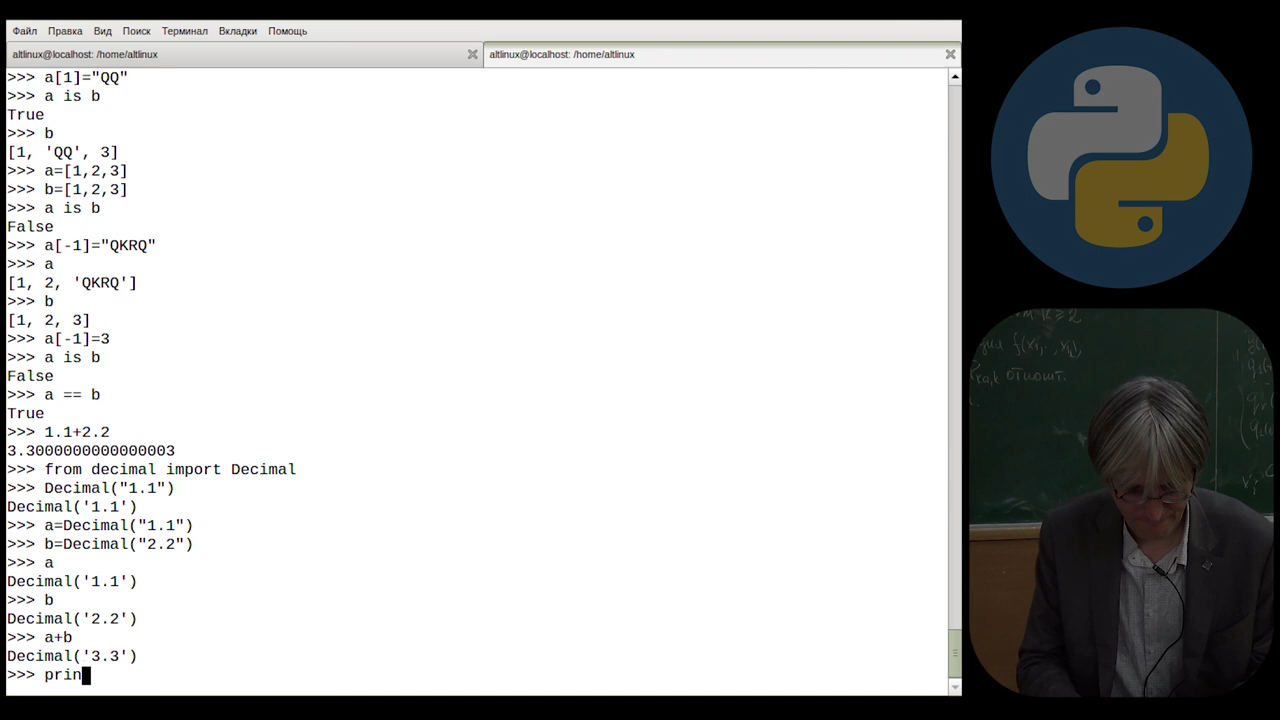 Файл Правка Вид Поиск Терминал Вкладки Помощь
altlinux@localhost: /home/altlinux altlinux@localhost: /home/altlinux
>>> a[1]="QQ"
>>> a is b
True
>>> b
[1, 'QQ', 3]
>>> a=[1,2,3]
>>> b=[1,2,3]
>>> a is b
False
>>> a[-1]="QKRQ"
>>> a
[1, 2, 'QKRQ']
>>> b
[1, 2, 3]
>>> a[-1]=3
>>> a is b
False
>>> a == b
True
>>> 1.1+2.2
3.3000000000000003
>>> from decimal import Decimal
>>> Decimal("1.1")
Decimal('1.1')
>>> a=Decimal("1.1")
>>> b=Decimal("2.2")
>>> a
Decimal('1.1')
>>> b
Decimal('2.2')
>>> a+b
Decimal('3.3')
>>> prin